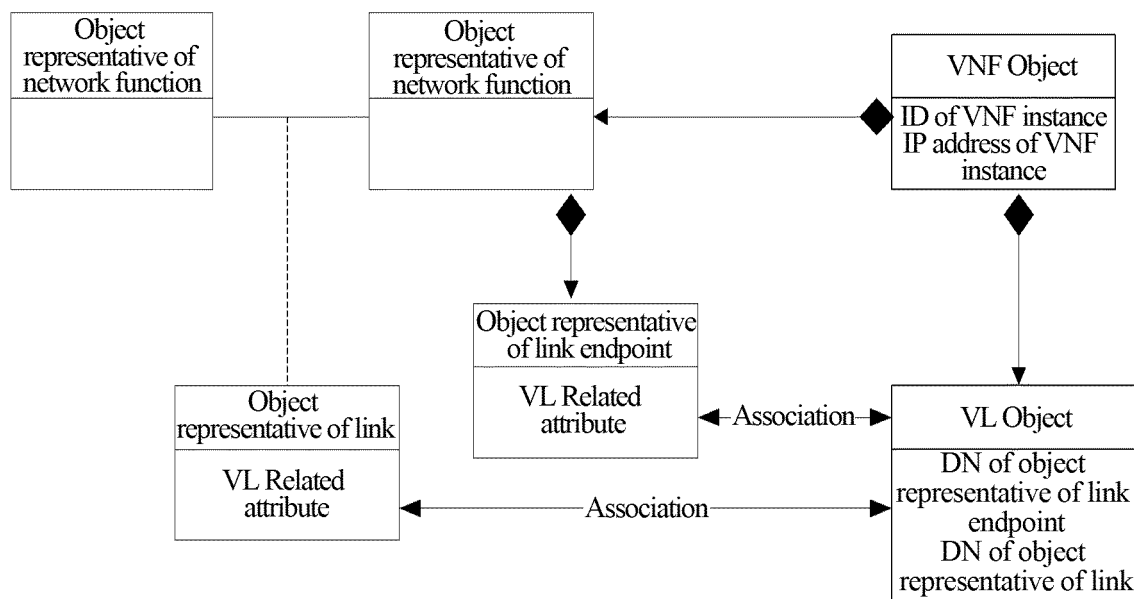 Object
representative of
network function
Object
representative of
network function
VNF Object
ID of VNF instance
IP address of VNF
instance
Object representative
of link endpoint
VL Related
attribute
Association
Object
representative of link
VL Related
attribute
Association
VL Object
DN of object
representative of link
endpoint
DN of object
representative of link